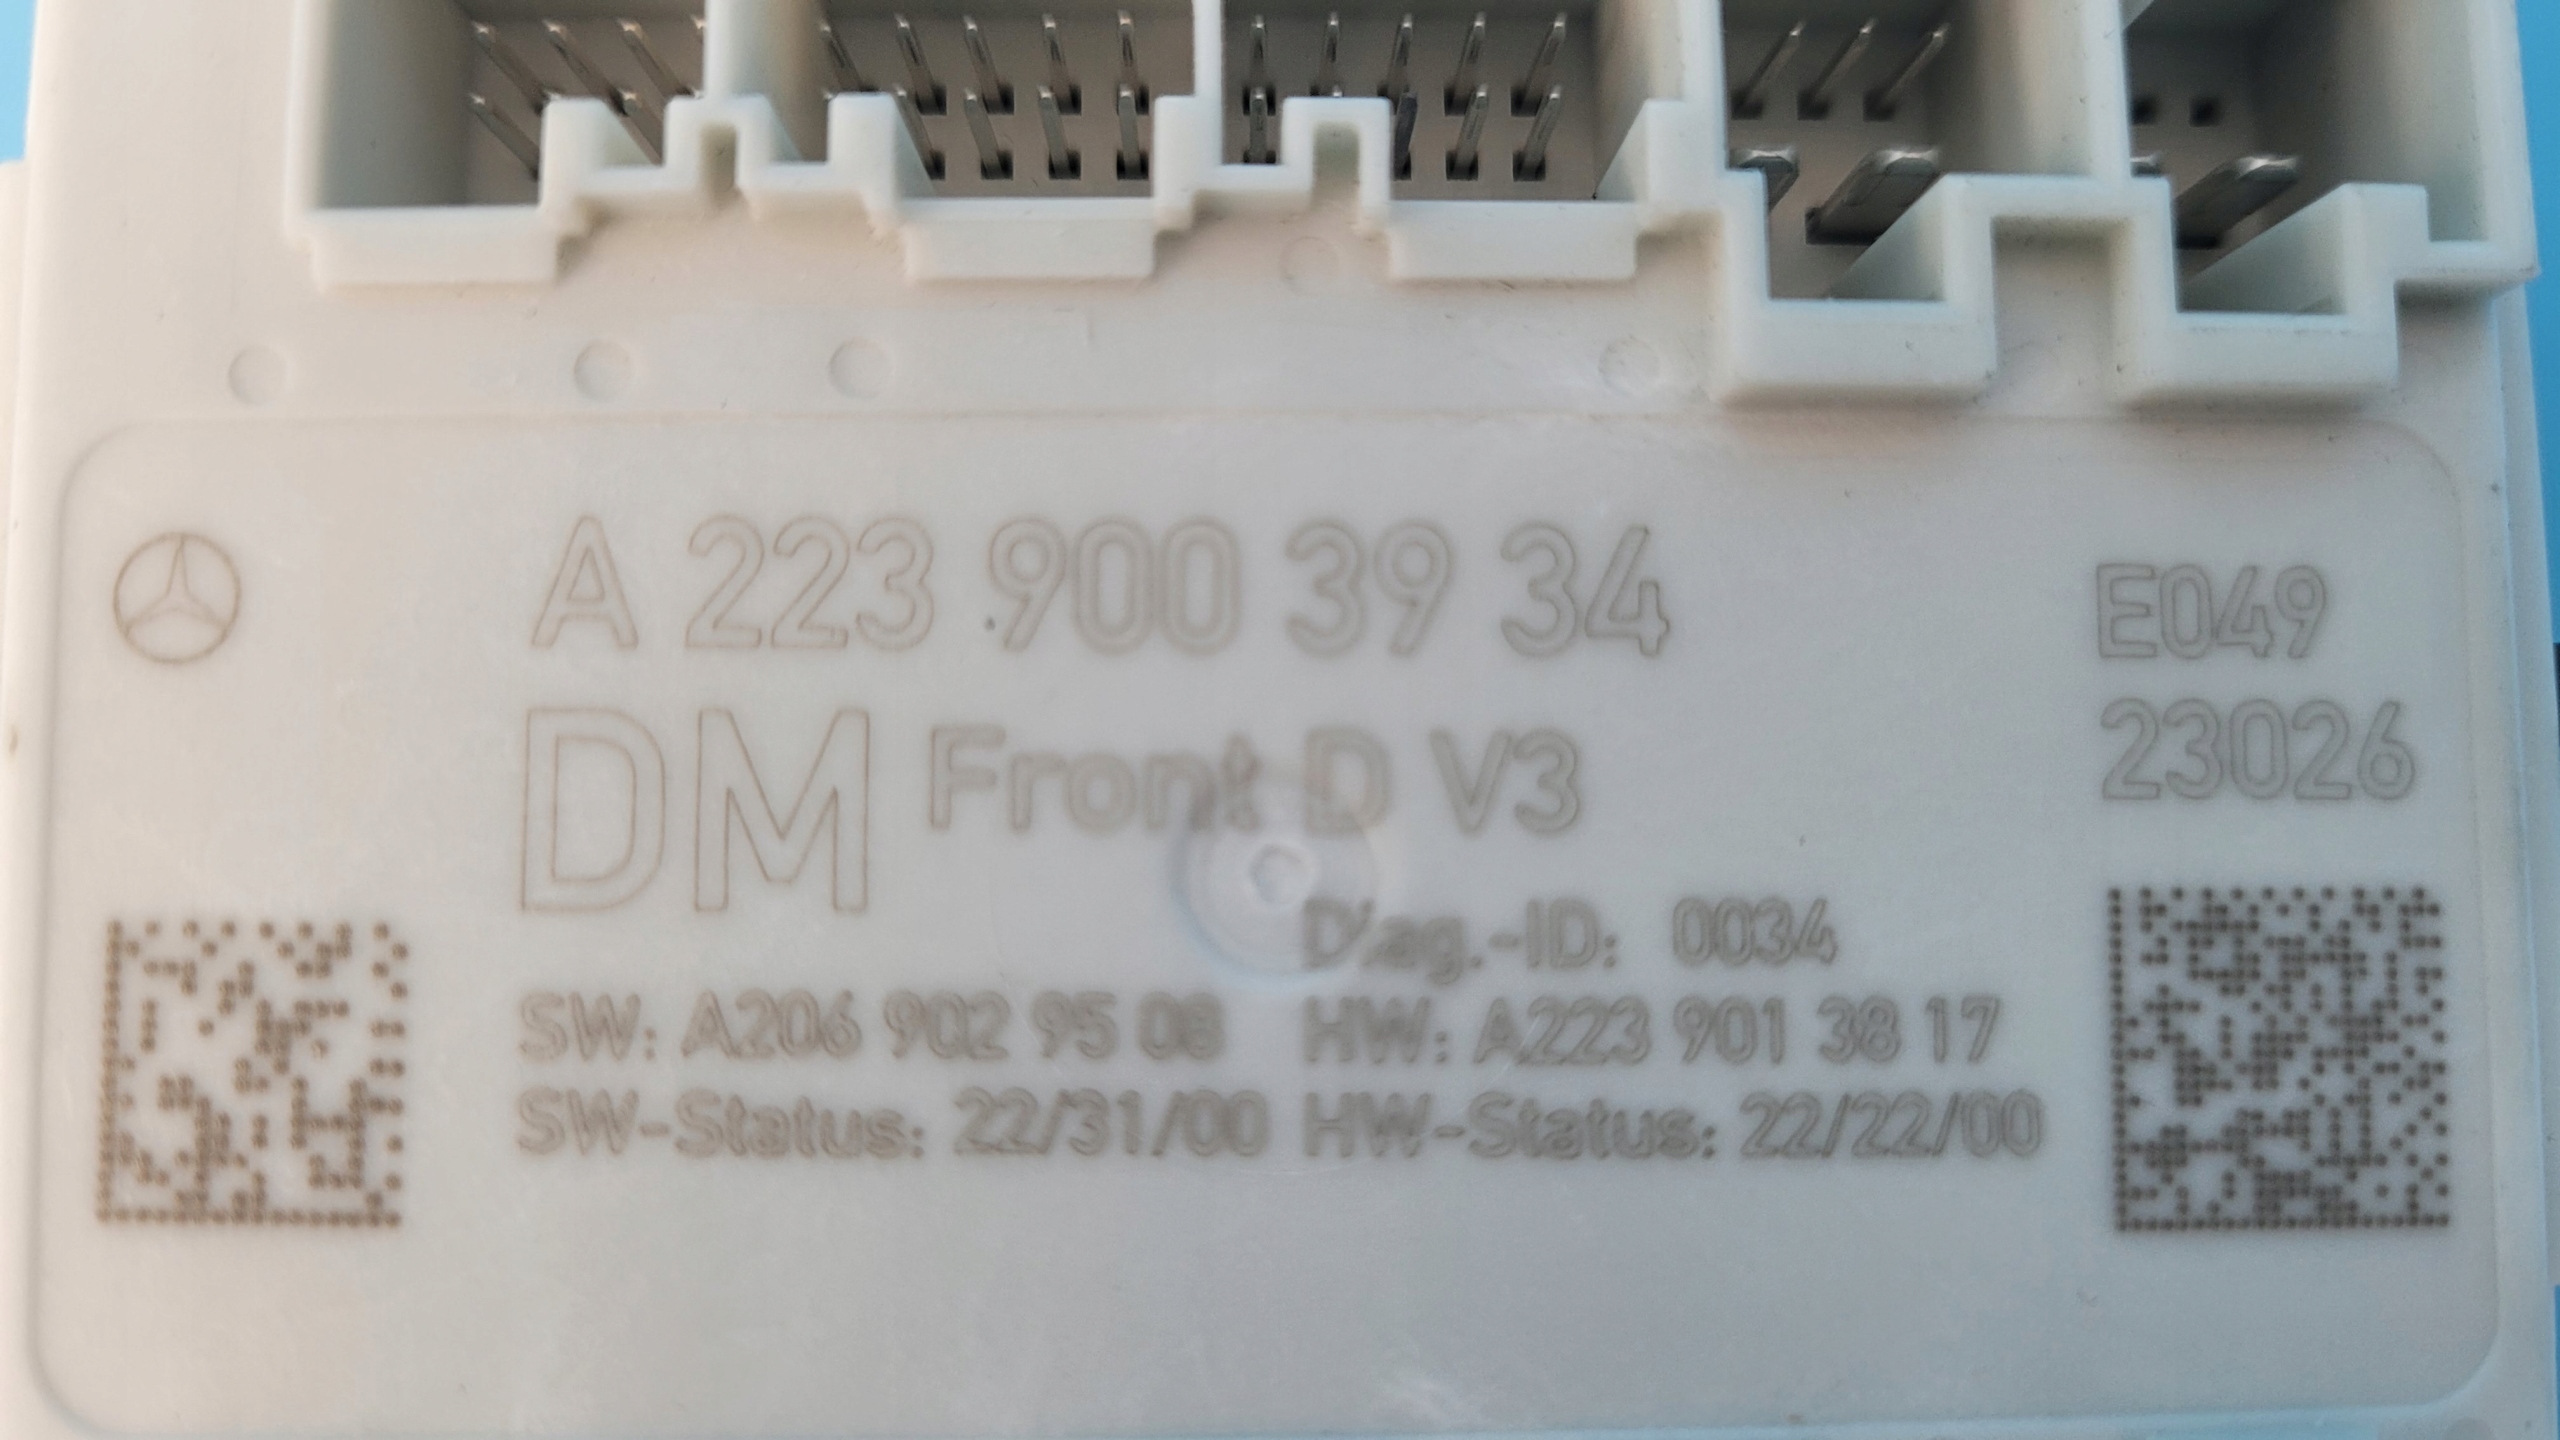 A 223 900 39 34
E049
DM Front D V3
23026
Diag.-ID: 0034
SW: A206 902 95 08 HW: A223 901 38 17
SW-Status: 22/31/00 HW-Status: 22/22/00